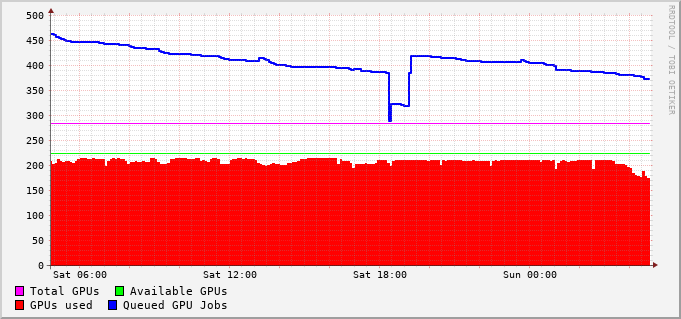 500
450
400
350
300
250
200
150
100
50
0
Sat 06:00 Sat 12:00 Sat 18:00 Sun 00:00
Total GPUs Available GPUs
GPUs used Queued GPU Jobs
RRDTOOL / TOBI OETIKER